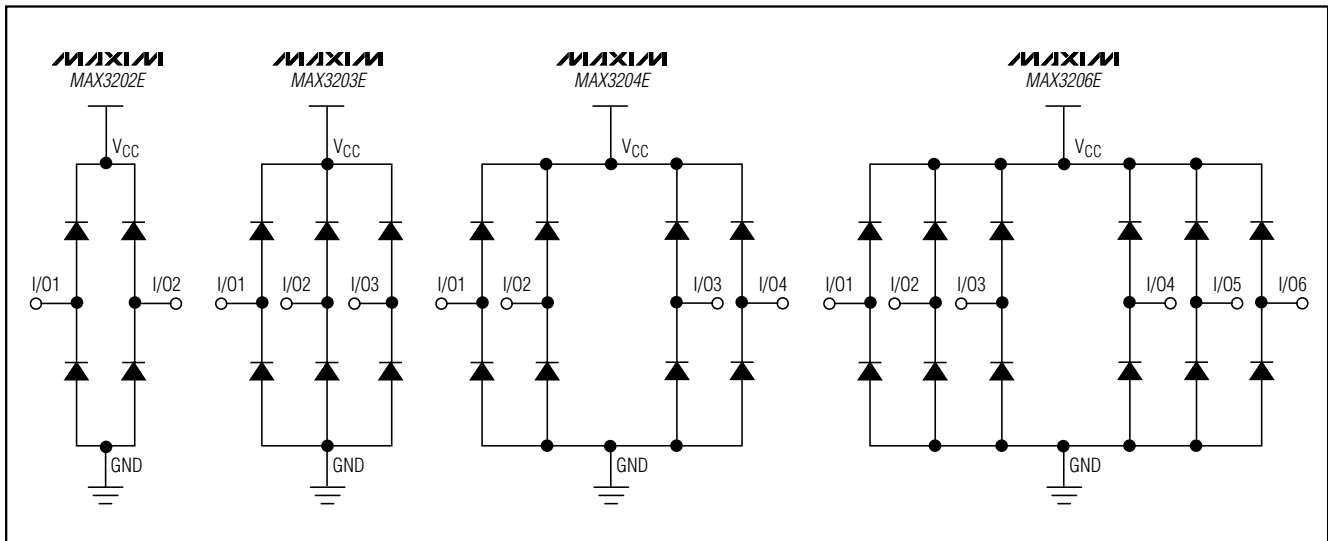 MAXIM
MAX3202E
VCC
I/O1
I/O2
GND
MAXIM
MAX3203E
VCC
I/O1
I/O2
I/O3
GND
MAXIM
MAX3204E
VCC
I/O1
I/O2
I/O3
I/O4
GND
MAXIM
MAX3206E
VCC
I/O1
I/O2
I/O3
I/O4
I/O5
I/O6
GND